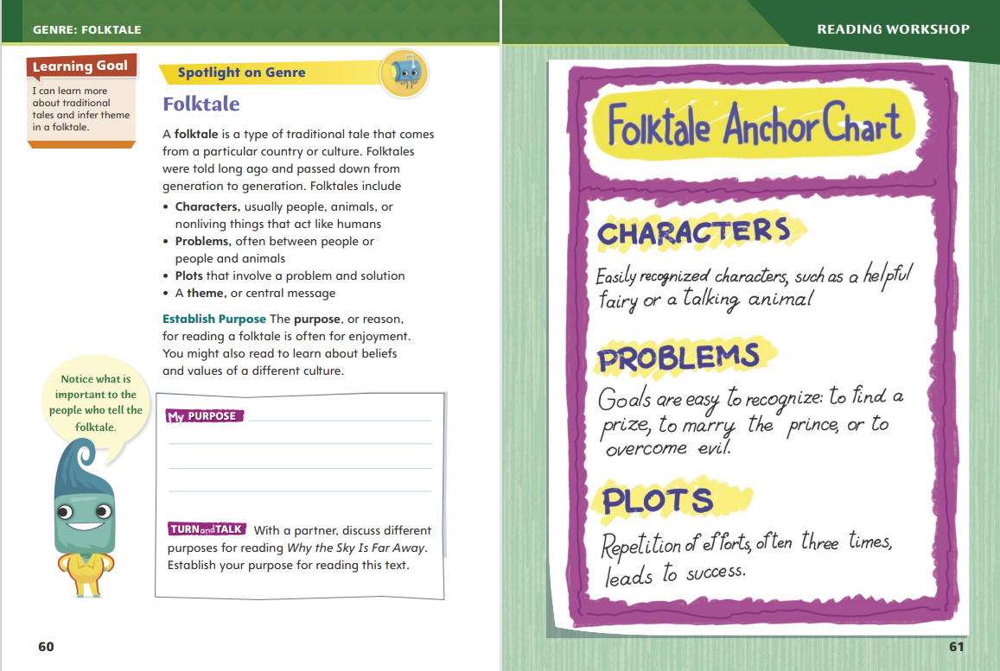 GENRE: FOLKTALE
Learning Goal
I can learn more
about traditional
tales and infer theme
in a folktale.
Spotlight on Genre
Folktale
A folktale is a type of traditional tale that comes
from a particular country or culture. Folktales
were told long ago and passed down from
generation to generation. Folktales include
• Characters, usually people, animals, or
nonliving things that act like humans
• Problems, often between people or
people and animals
• Plots that involve a problem and solution
• A theme, or central message
Establish Purpose The purpose, or reason,
for reading a folktale is often for enjoyment.
You might also read to learn about beliefs
and values of a different culture.
Notice what is
important to the
people who tell the
folktale.
My PURPOSE
TURN and TALK With a partner, discuss different
purposes for reading Why the Sky Is Far Away.
Establish your purpose for reading this text.
60
READING WORKSHOP
Folktale Anchor Chart
CHARACTERS
Easily recognized characters, such as a helpful
fairy or a talking animal
PROBLEMS
Goals are easy to recognize: to find a
prize, to marry the prince, or to
overcome evil.
PLOTS
Repetition of efforts, often three times,
leads to success.
61